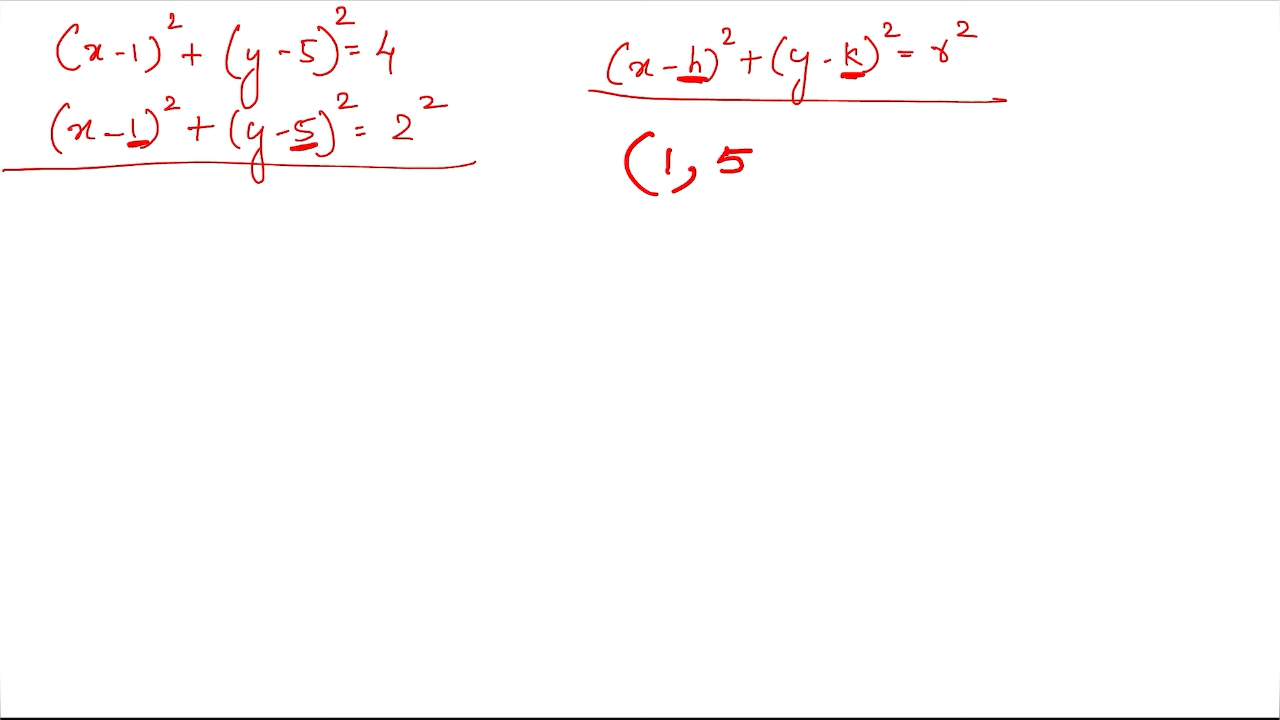 (x-1)² + (y-5)² = 4
(x-1)² + (y-5)² = 2²
(x-h)² + (y-k)² = r²
(1, 5